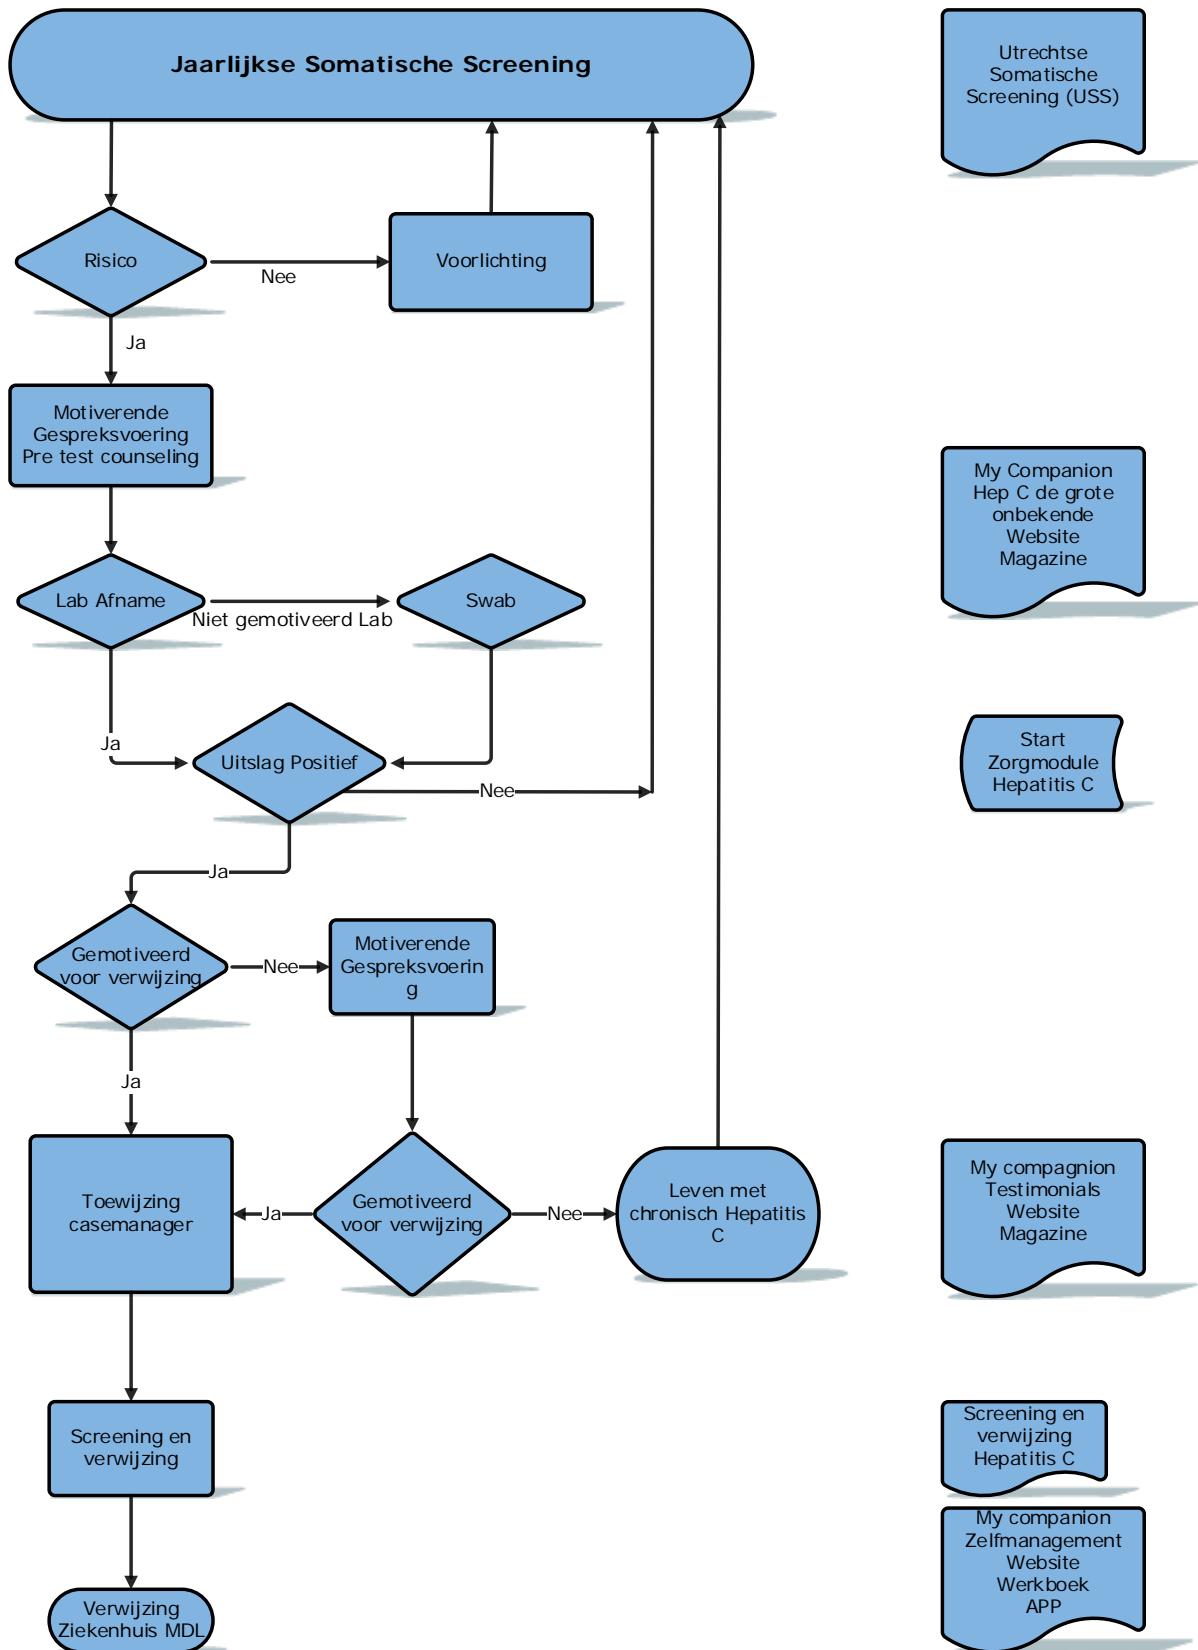 Jaarlijkse Somatische Screening
Utrechtse
Somatische
Screening (USS)
Risico
Nee
Voorlichting
Ja
Motiverende
Gespreksvoering
Pre test counseling
My Companion
Hep C de grote
onbekende
Website
Magazine
Lab Afname
Niet gemotiveerd Lab
Swab
Ja
Uitslag Positief
Nee
Start
Zorgmodule
Hepatitis C
Ja
Gemotiveerd
voor verwijzing
Nee
Motiverende
Gespreksvoerin
g
Ja
Toewijzing
casemanager
Ja
Gemotiveerd
voor verwijzing
Nee
Leven met
chronisch Hepatitis
C
My compagnion
Testimonials
Website
Magazine
Screening en
verwijzing
Screening en
verwijzing
Hepatitis C
My companion
Zelfmanagement
Website
Werkboek
APP
Verwijzing
Ziekenhuis MDL